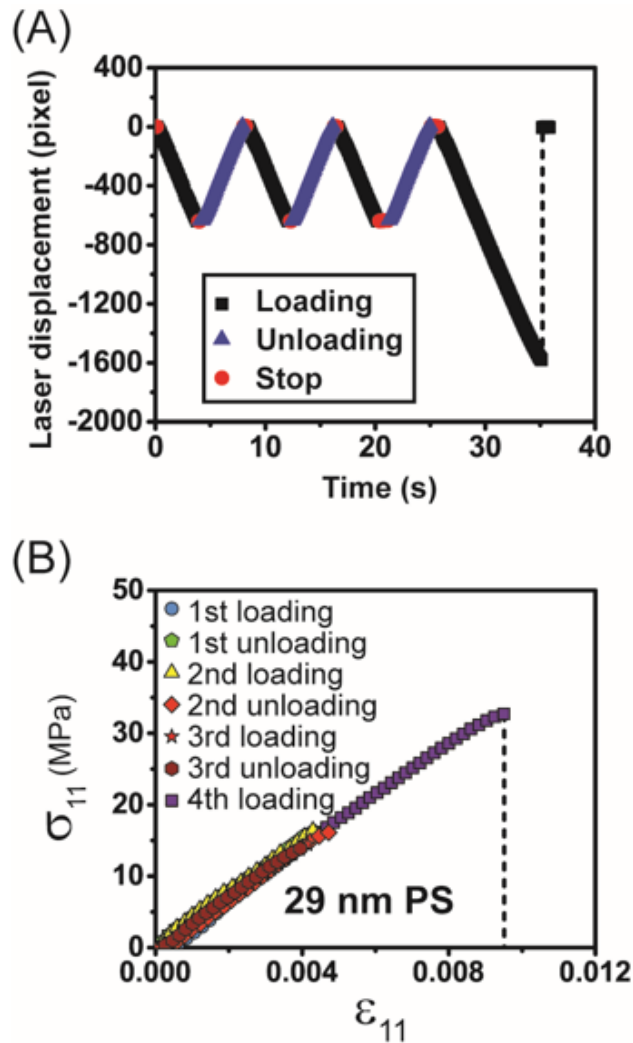 (A)
Laser displacement (pixel)
400
0
-400
-800
-1200
-1600
-2000
Loading
Unloading
Stop
0 10 20 30 40
Time (s)
(B)
σ11 (MPa)
50
40
30
20
10
0
1st loading
1st unloading
2nd loading
2nd unloading
3rd loading
3rd unloading
4th loading
29 nm PS
0.000 0.004 0.008 0.012
ε11